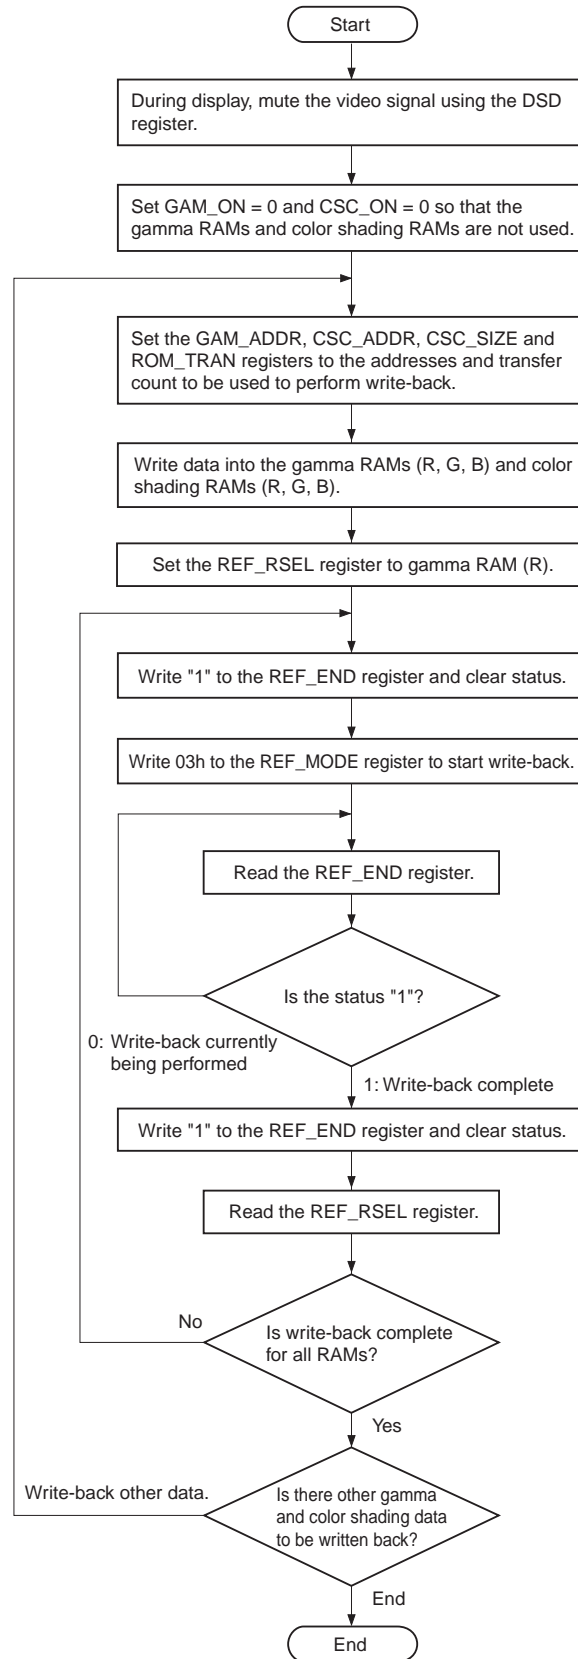 Start
During display, mute the video signal using the DSD
register.
Set GAM_ON = 0 and CSC_ON = 0 so that the
gamma RAMs and color shading RAMs are not used.
Set the GAM_ADDR, CSC_ADDR, CSC_SIZE and
ROM_TRAN registers to the addresses and transfer
count to be used to perform write-back.
Write data into the gamma RAMs (R, G, B) and color
shading RAMs (R, G, B).
Set the REF_RSEL register to gamma RAM (R).
Write "1" to the REF_END register and clear status.
Write 03h to the REF_MODE register to start write-back.
Read the REF_END register.
Is the status "1"?
0: Write-back currently
being performed
1: Write-back complete
Write "1" to the REF_END register and clear status.
Read the REF_RSEL register.
No
Is write-back complete
for all RAMs?
Yes
Write-back other data.
Is there other gamma
and color shading data
to be written back?
End
End